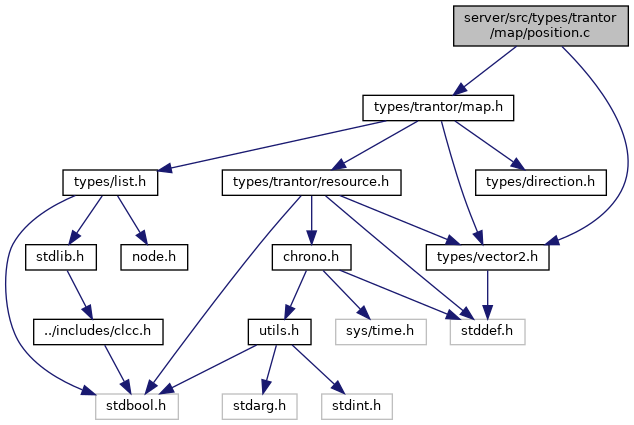 server/src/types/trantor
/map/position.c
types/trantor/map.h
types/list.h
types/trantor/resource.h
types/direction.h
stdlib.h
node.h
chrono.h
types/vector2.h
../includes/clcc.h
utils.h
sys/time.h
stddef.h
stdbool.h
stdarg.h
stdint.h